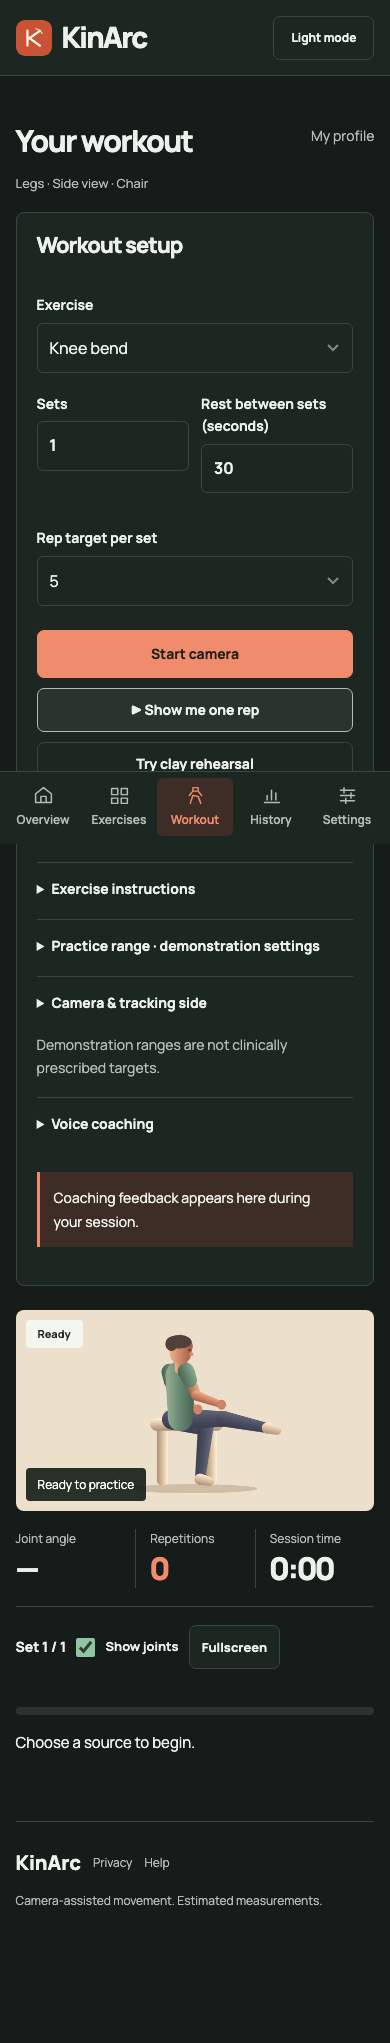 KinArc
Light mode
Your workout
My profile
Legs · Side view · Chair
Workout setup
Exercise
Knee bend
Sets
Rest between sets
(seconds)
1
30
Rep target per set
5
Start camera
Show me one rep
Try clay rehearsal
Overview
Exercises
Workout
History
Settings
Exercise instructions
Practice range · demonstration settings
Camera & tracking side
Demonstration ranges are not clinically
prescribed targets.
Voice coaching
Coaching feedback appears here during
your session.
Ready
Ready to practice
Joint angle
Repetitions
Session time
—
0
0:00
Set 1 / 1
Show joints
Fullscreen
Choose a source to begin.
KinArc
Privacy
Help
Camera-assisted movement. Estimated measurements.